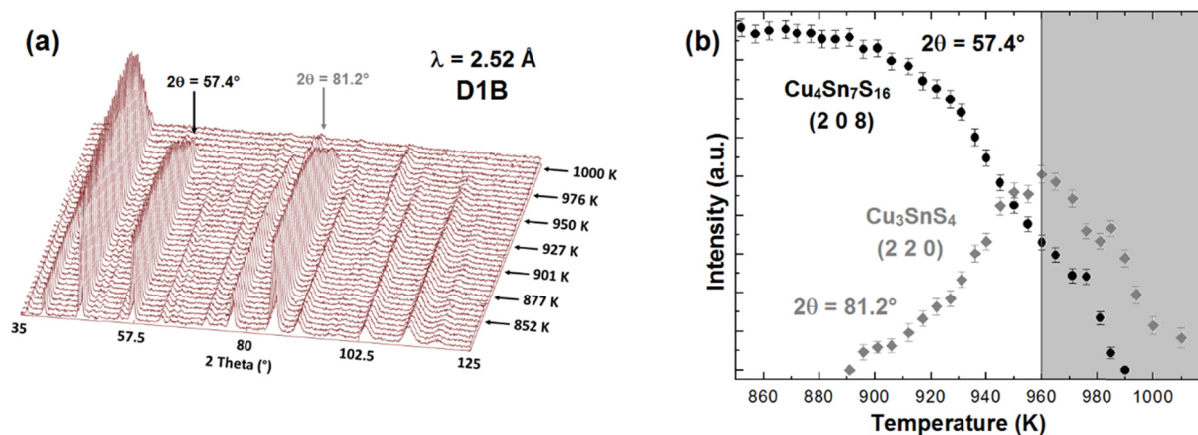 (a)
λ = 2.52 Å
D1B
2θ = 57.4°
2θ = 81.2°
1000 K
976 K
950 K
927 K
901 K
877 K
852 K
35
57.5
80
102.5
125
2 Theta (°)
(b)
2θ = 57.4°
Cu₄Sn₇S₁₆
(2 0 8)
Cu₃SnS₄
(2 2 0)
2θ = 81.2°
Intensity (a.u.)
860 880 900 920 940 960 980 1000
Temperature (K)